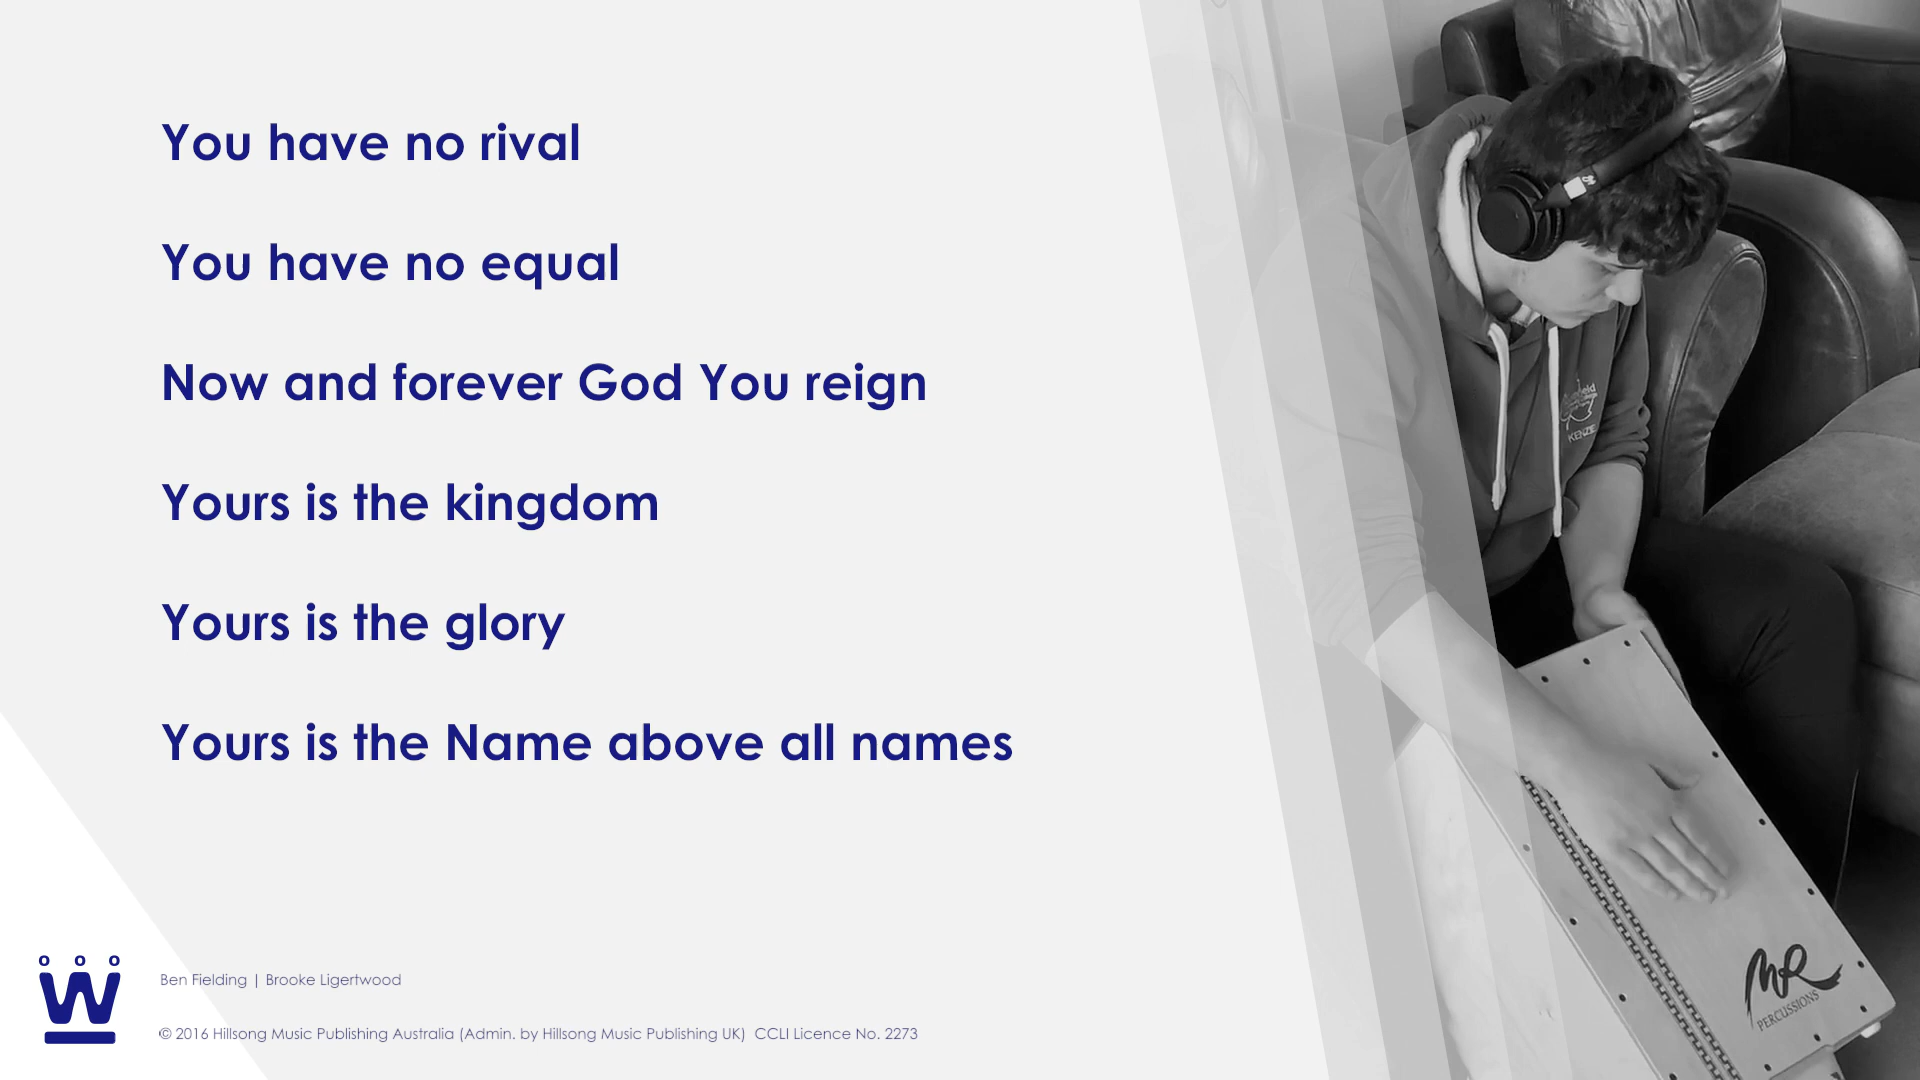 You have no rival
You have no equal
Now and forever God You reign
Yours is the kingdom
Yours is the glory
Yours is the Name above all names
KENZIE
MR
PERCUSSIONS
W
Ben Fielding | Brooke Ligertwood
© 2016 Hillsong Music Publishing Australia (Admin. by Hillsong Music Publishing UK)  CCLI Licence No. 2273